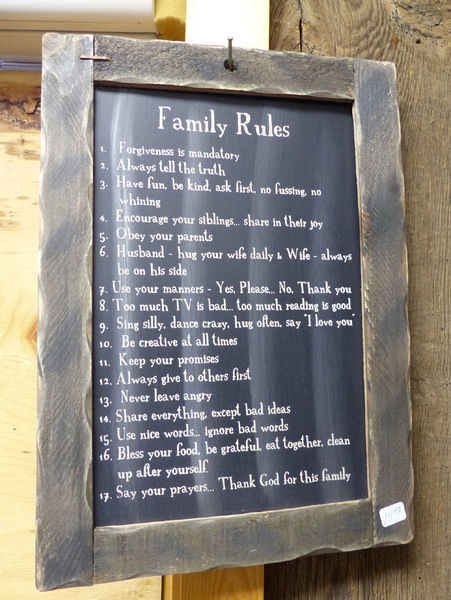 Family Rules
1. Forgiveness is mandatory
2. Always tell the truth
3. Have fun, be kind, ask first, no fussing, no
whining
4. Encourage your siblings... share in their joy
5. Obey your parents
6. Husband - hug your wife daily & Wife - always
be on his side
7. Use your manners - Yes, Please... No, Thank you
8. Too much TV is bad... too much reading is good
9. Sing silly, dance crazy, hug often, say "I love you"
10. Be creative at all times
11. Keep your promises
12. Always give to others first
13. Never leave angry
14. Share everything, except bad ideas
15. Use nice words... ignore bad words
16. Bless your food, be grateful, eat together, clean
up after yourself.
17. Say your prayers... Thank God for this family